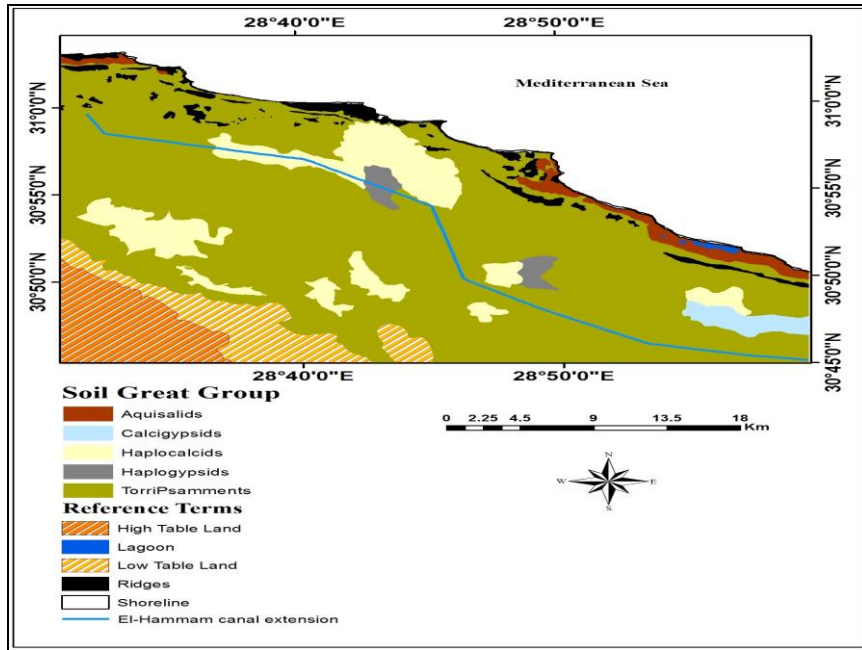 28°40'0"E 28°50'0"E
Mediterranean Sea
31°0'0"N 31°0'0"N
30°55'0"N 30°55'0"N
30°50'0"N 30°50'0"N
30°45'0"N
28°40'0"E 28°50'0"E
Soil Great Group
Aquisalids
Calcigypsids
Haplocalcids
Haplogypsids
TorriPsamments
Reference Terms
High Table Land
Lagoon
Low Table Land
Ridges
Shoreline
El-Hammam canal extension
0 2.25 4.5 9 13.5 18
Km
N
W E
S